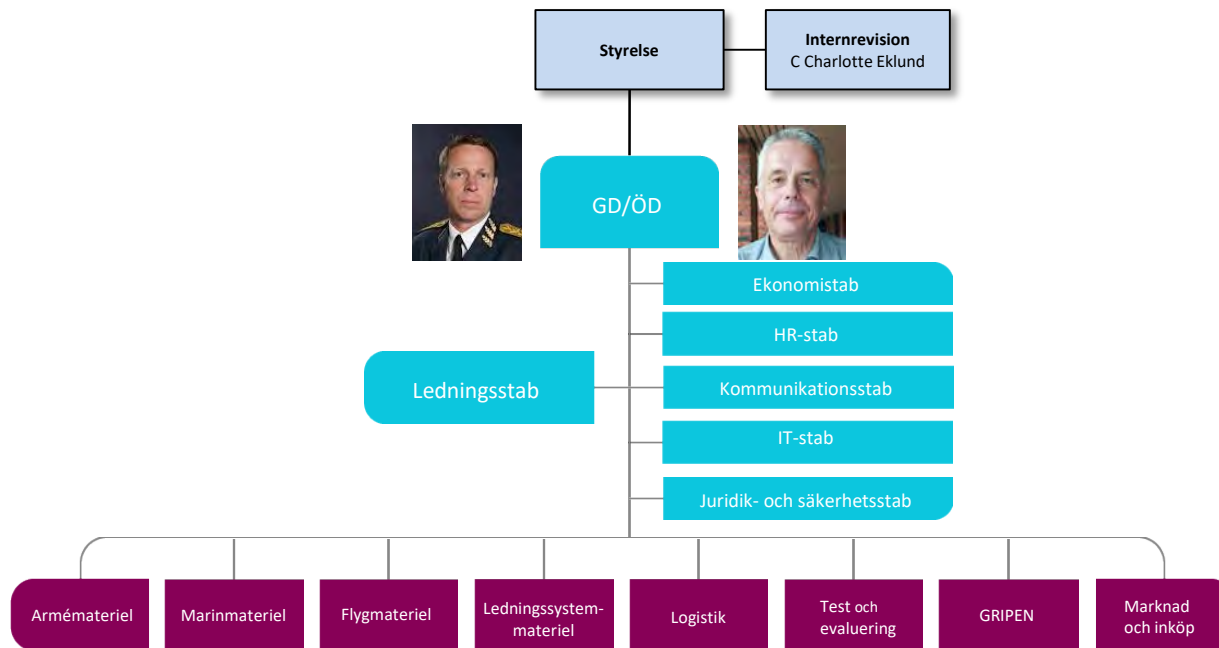 Styrelse
Internrevision
C Charlotte Eklund
GD/ÖD
Ekonomistab
HR-stab
Ledningsstab
Kommunikationsstab
IT-stab
Juridik- och säkerhetsstab
Armémateriel
Marinmateriel
Flygmateriel
Ledningssystem-
materiel
Logistik
Test och
evaluering
GRIPEN
Marknad
och inköp